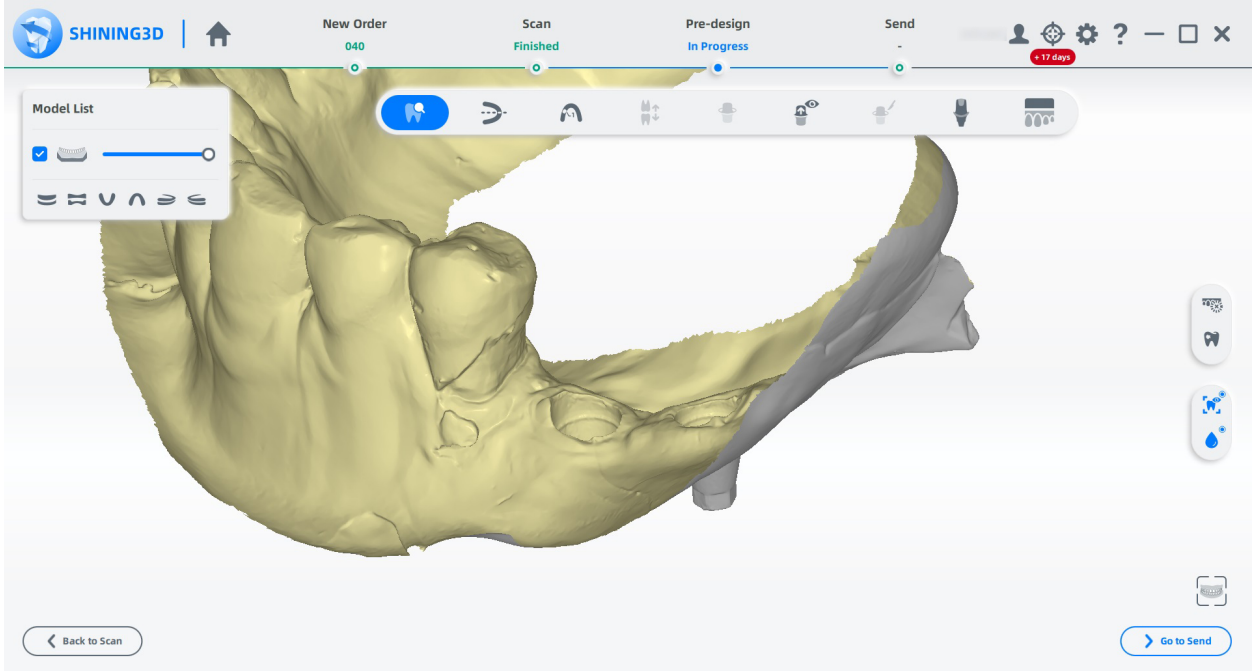 SHINING3D
New Order
040
Scan
Finished
Pre-design
In Progress
Send
-
+ 17 days
Model List
Back to Scan
Go to Send